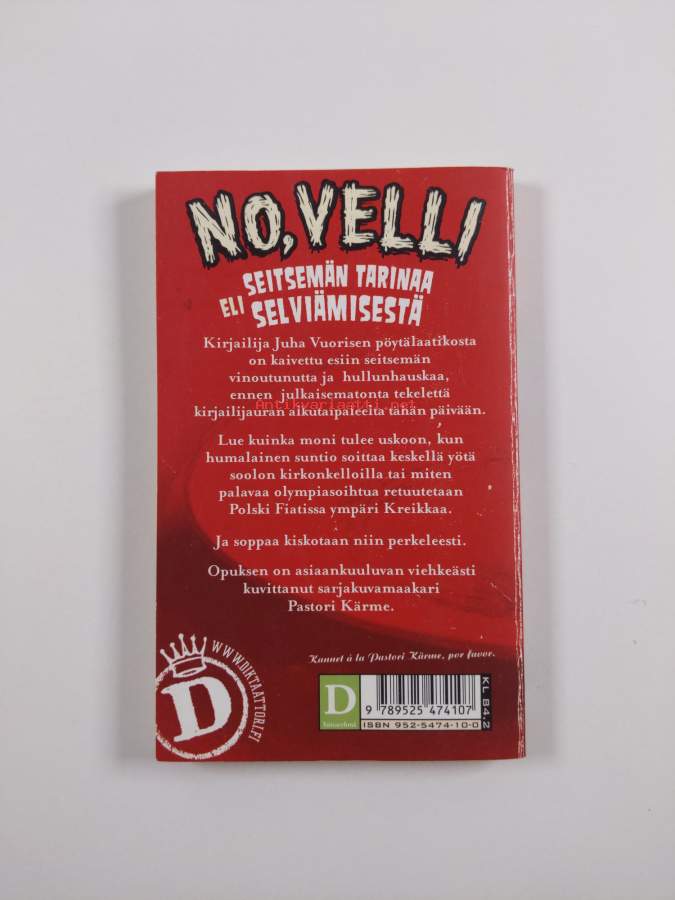 NO, VELLI
ELI SEITSEMÄN TARINAA
SELVIÄMISESTÄ
Kirjailija Juha Vuorisen pöytälaatikosta
on kaivettu esiin seitsemän
vinoutunutta ja hullunhauskaa,
ennen julkaisematonta tekelettä
Antikvariaatti.net
kirjailijauran alkutaipaleelta tähän päivään.
Lue kuinka moni tulee uskoon, kun
humalainen suntio soittaa keskellä yötä
soolon kirkonkelloilla tai miten
palavaa olympiasoihtua retuutetaan
Polski Fiatissa ympäri Kreikkaa.
Ja soppaa kiskotaan niin perkeleesti.
Opuksen on asiaankuuluvan viehkeästi
kuvittanut sarjakuvamaakari
Pastori Kärme.
Kannet á la Pastori Kärme, por favor.
D
WWW.DIKTAATTORI.FI
D
9 789525 474107
ISBN 952-5474-10-0
KL 84.2